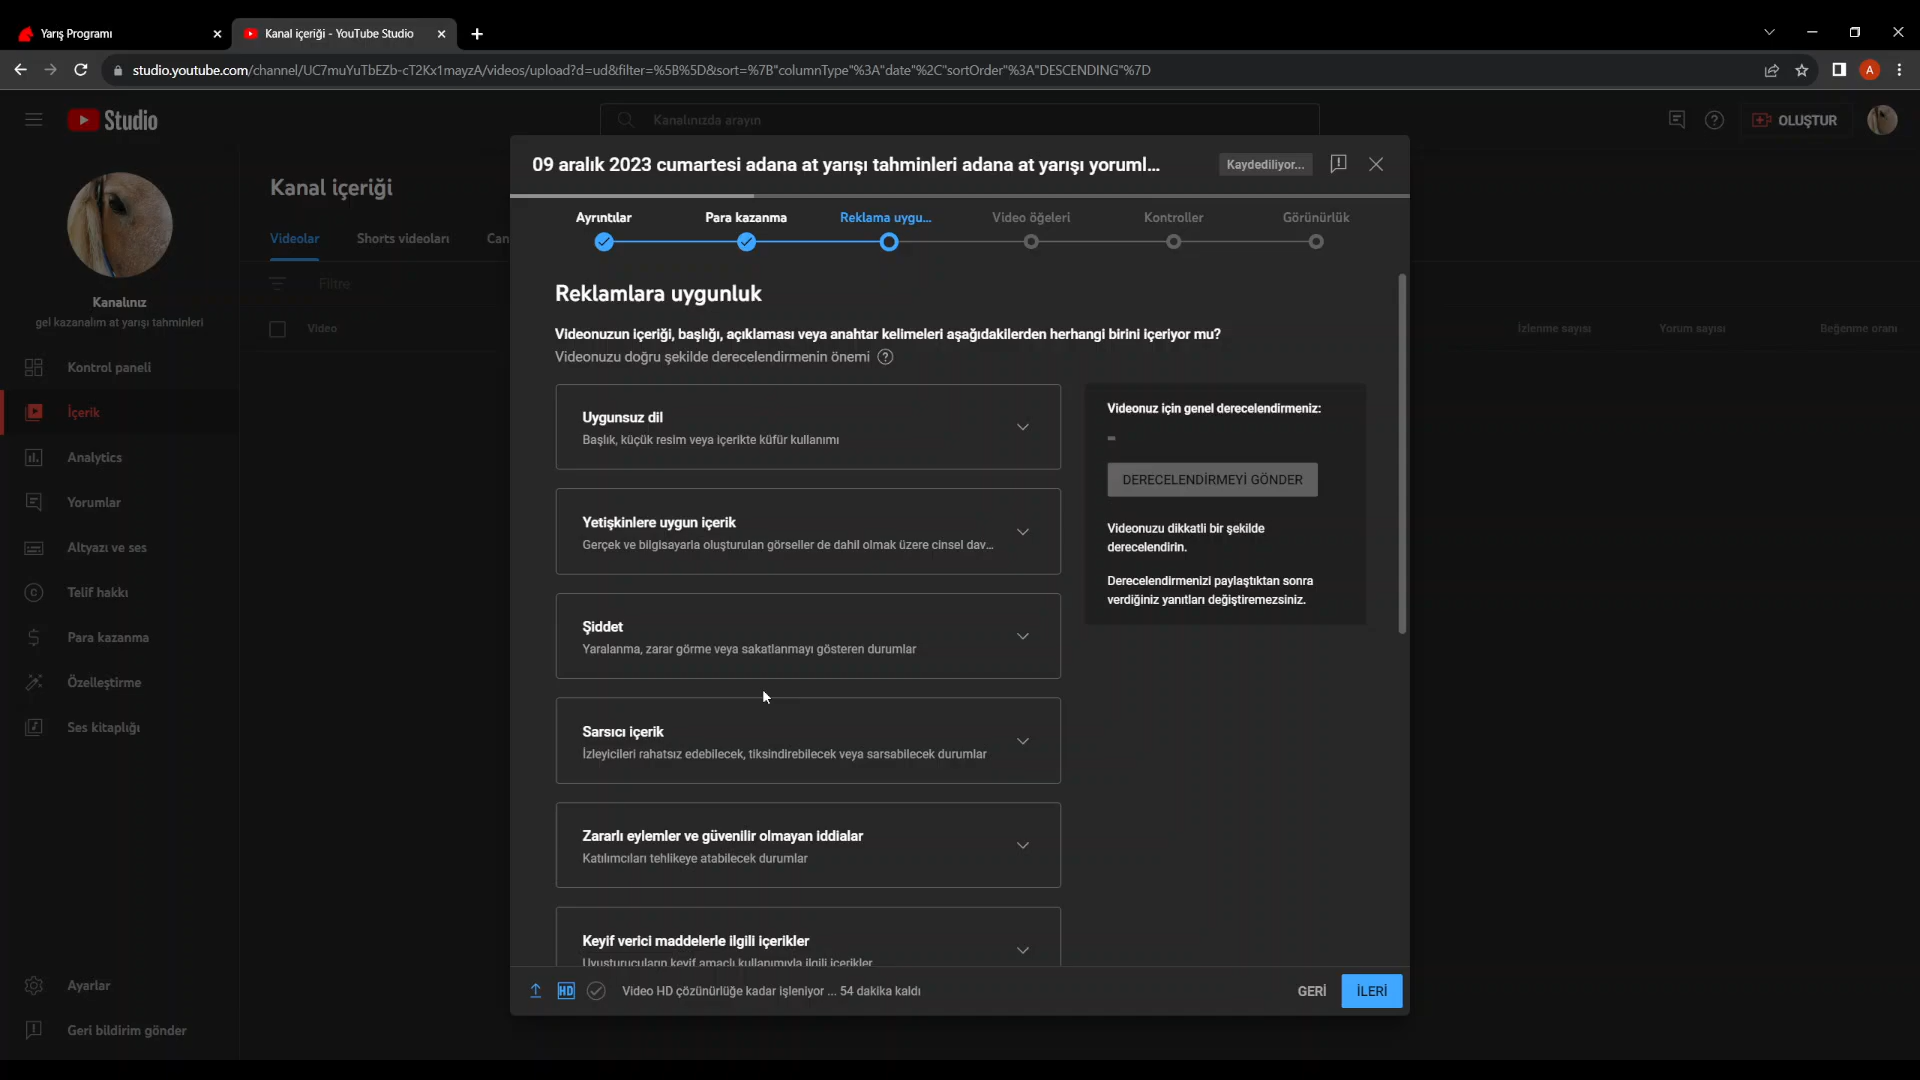 Yarış Programı
Kanal içeriği - YouTube Studio
studio.youtube.com/channel/UC7muYuTbEZb-cT2Kx1mayzA/videos/upload?d=ud&filter=%5B%5D&sort=%7B"columnType"%3A"date"%2C"sortOrder"%3A"DESCENDING"%7D
A
Studio
Kanalınızda arayın
OLUŞTUR
09 aralık 2023 cumartesi adana at yarışı tahminleri adana at yarışı yoruml...
Kaydediliyor...
Kanal içeriği
Ayrıntılar
Para kazanma
Reklama uygu...
Video öğeleri
Kontroller
Görünürlük
Videolar
Shorts videoları
Can
Filtre
Video
İzlenme sayısı
Yorum sayısı
Beğenme oranı
Kanalınız
gel kazanalım at yarışı tahminleri
Kontrol paneli
İçerik
Analytics
Yorumlar
Altyazı ve ses
Telif hakkı
Para kazanma
Özelleştirme
Ses kitaplığı
Ayarlar
Geri bildirim gönder
Reklamlara uygunluk
Videonuzun içeriği, başlığı, açıklaması veya anahtar kelimeleri aşağıdakilerden herhangi birini içeriyor mu?
Videonuzu doğru şekilde derecelendirmenin önemi
Uygunsuz dil
Başlık, küçük resim veya içerikte küfür kullanımı
Yetişkinlere uygun içerik
Gerçek ve bilgisayarla oluşturulan görseller de dahil olmak üzere cinsel dav...
Şiddet
Yaralanma, zarar görme veya sakatlanmayı gösteren durumlar
Sarsıcı içerik
İzleyicileri rahatsız edebilecek, tiksindirebilecek veya sarsabilecek durumlar
Zararlı eylemler ve güvenilir olmayan iddialar
Katılımcıları tehlikeye atabilecek durumlar
Keyif verici maddelerle ilgili içerikler
Uyuşturucuların keyif amaçlı kullanımıyla ilgili içerikler
Videonuz için genel derecelendirmeniz:
-
DERECELENDİRMEYİ GÖNDER
Videonuzu dikkatli bir şekilde
derecelendirin.
Derecelendirmenizi paylaştıktan sonra
verdiğiniz yanıtları değiştiremezsiniz.
HD
Video HD çözünürlüğe kadar işleniyor ... 54 dakika kaldı
GERİ
İLERİ